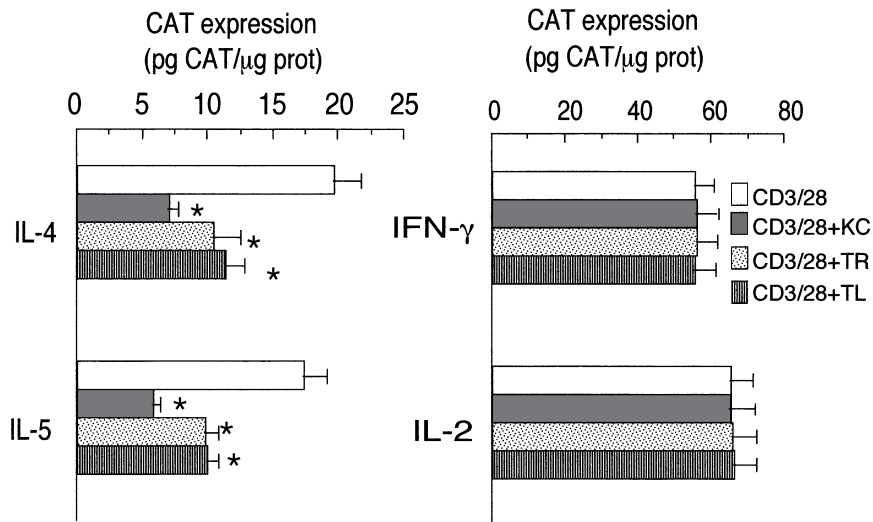 CAT expression
(pg CAT/μg prot)
0 5 10 15 20 25
IL-4
*
*
*
IL-5
*
*
*
CAT expression
(pg CAT/μg prot)
0 20 40 60 80
IFN-γ
IL-2
CD3/28
CD3/28+KC
CD3/28+TR
CD3/28+TL